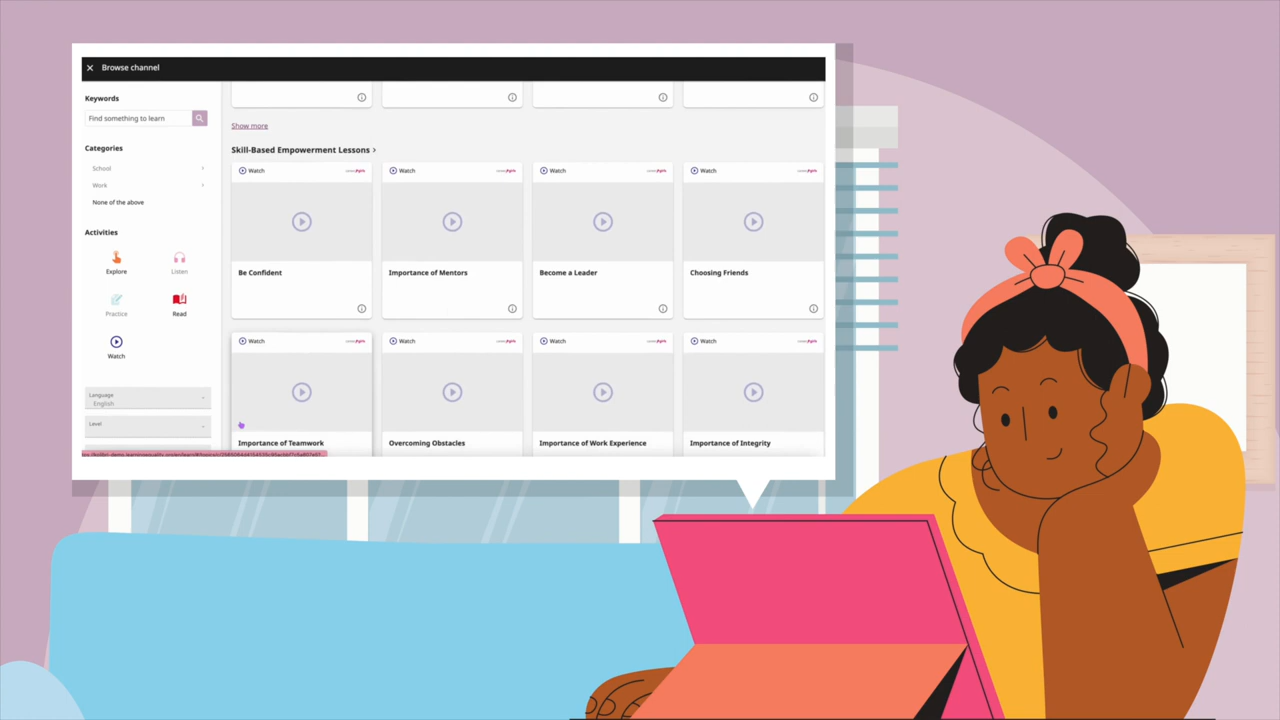 Browse channel
Keywords
Find something to learn
Categories
School
Work
None of the above
Activities
Explore
Listen
Practice
Read
Watch
Language
English
Level
Show more
Skill-Based Empowerment Lessons
Watch
Watch
Watch
Watch
Be Confident
Importance of Mentors
Become a Leader
Choosing Friends
Watch
Watch
Watch
Watch
Importance of Teamwork
Overcoming Obstacles
Importance of Work Experience
Importance of Integrity